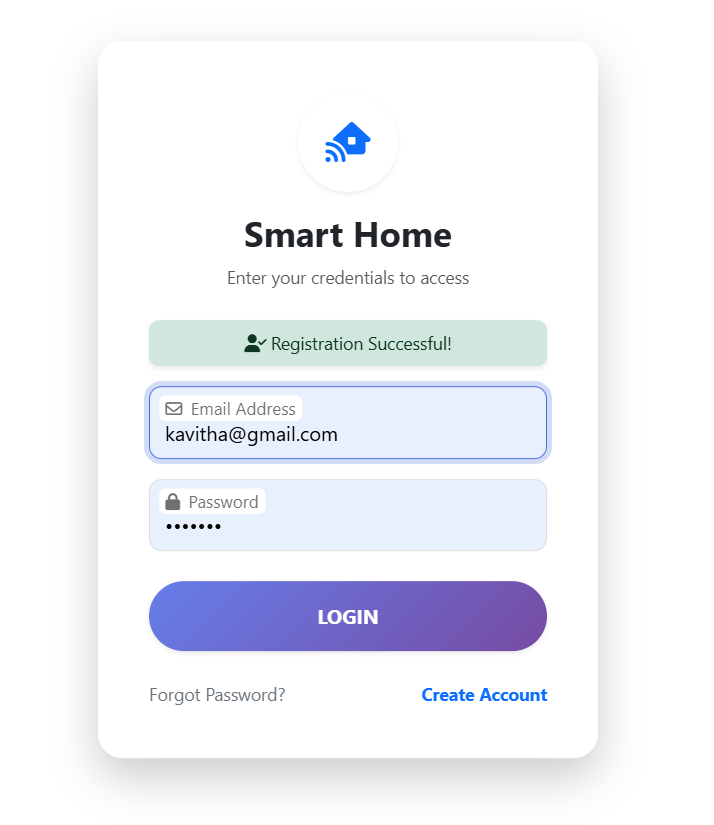 Smart Home
Enter your credentials to access
Registration Successful!
Email Address
kavitha@gmail.com
Password
•••••••
LOGIN
Forgot Password? Create Account